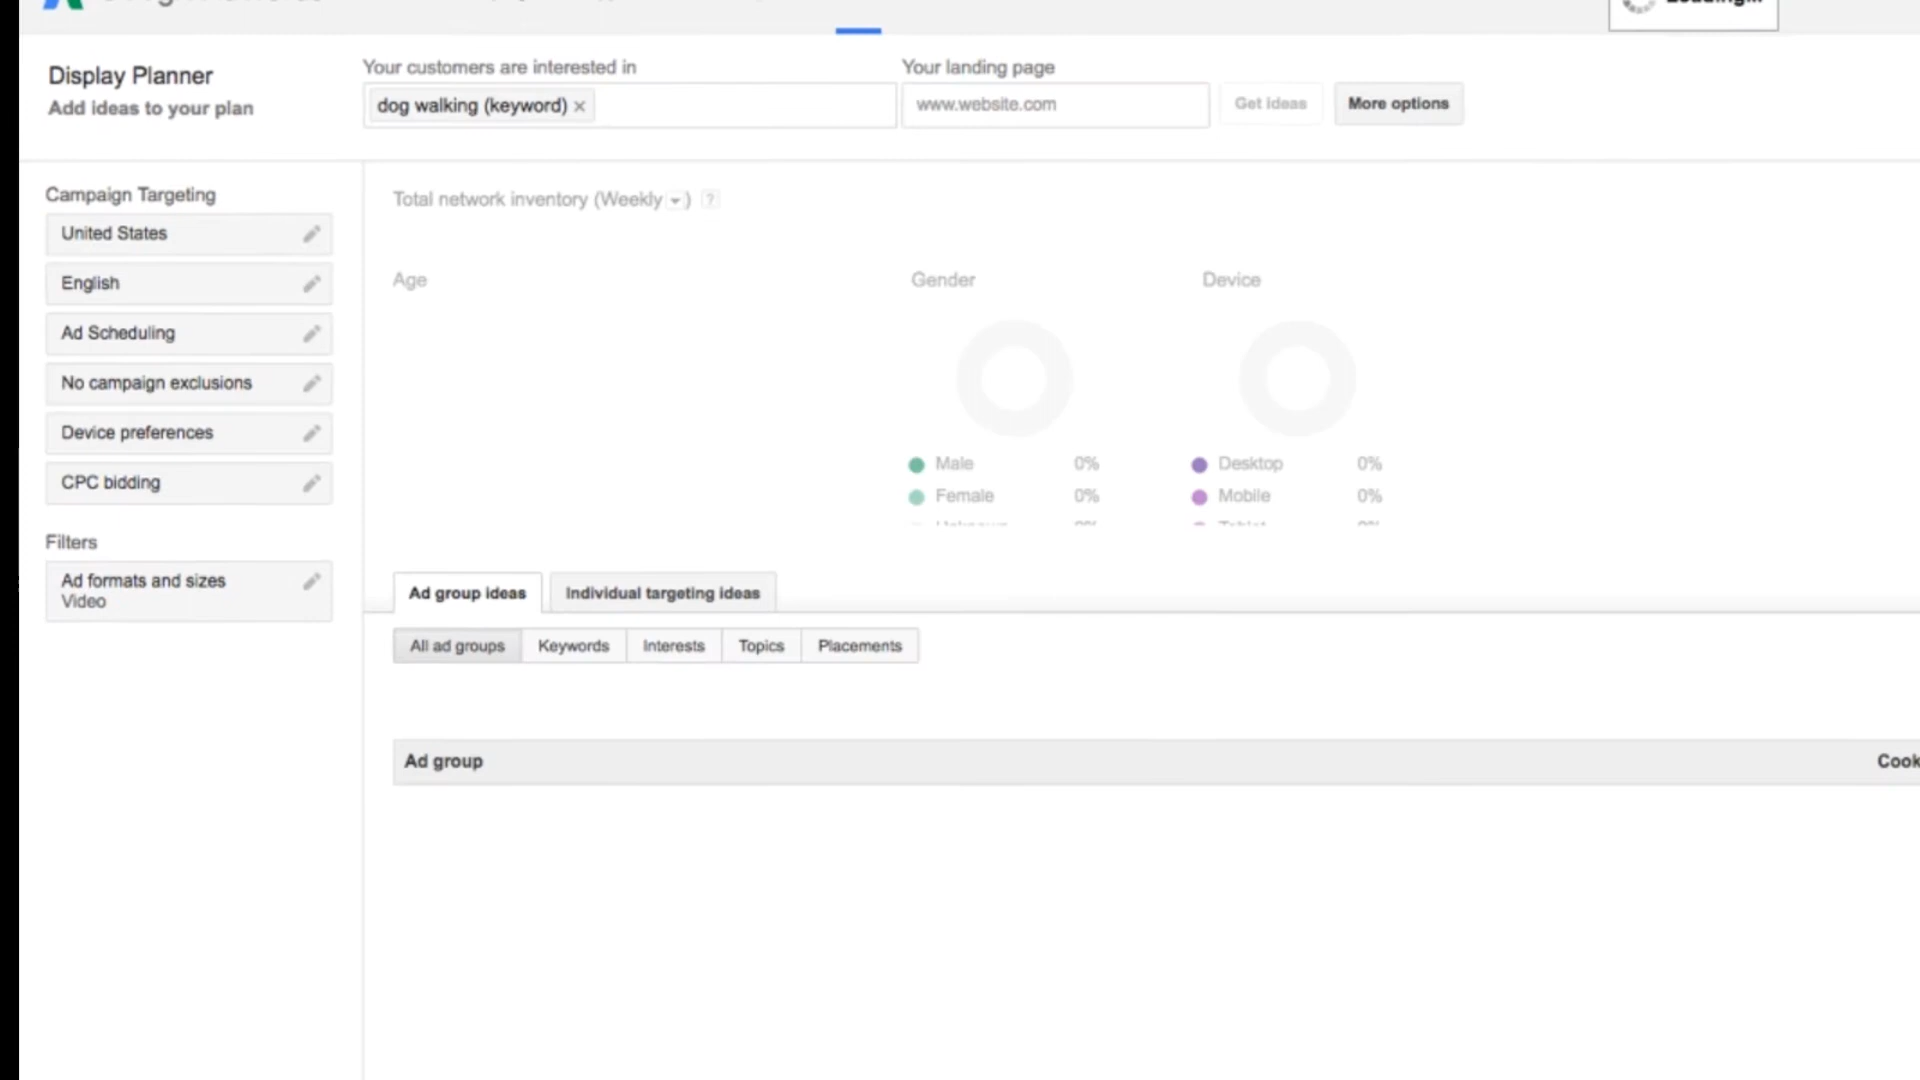 Display Planner
Add ideas to your plan
Your customers are interested in
dog walking (keyword) ×
Your landing page
www.website.com
Get ideas
More options
Campaign Targeting
United States
English
Ad Scheduling
No campaign exclusions
Device preferences
CPC bidding
Filters
Ad formats and sizes
Video
Total network inventory (Weekly ) ?
Age
Gender
Device
Male 0%
Female 0%
Desktop 0%
Mobile 0%
Ad group ideas
Individual targeting ideas
All ad groups
Keywords
Interests
Topics
Placements
Ad group
Cook